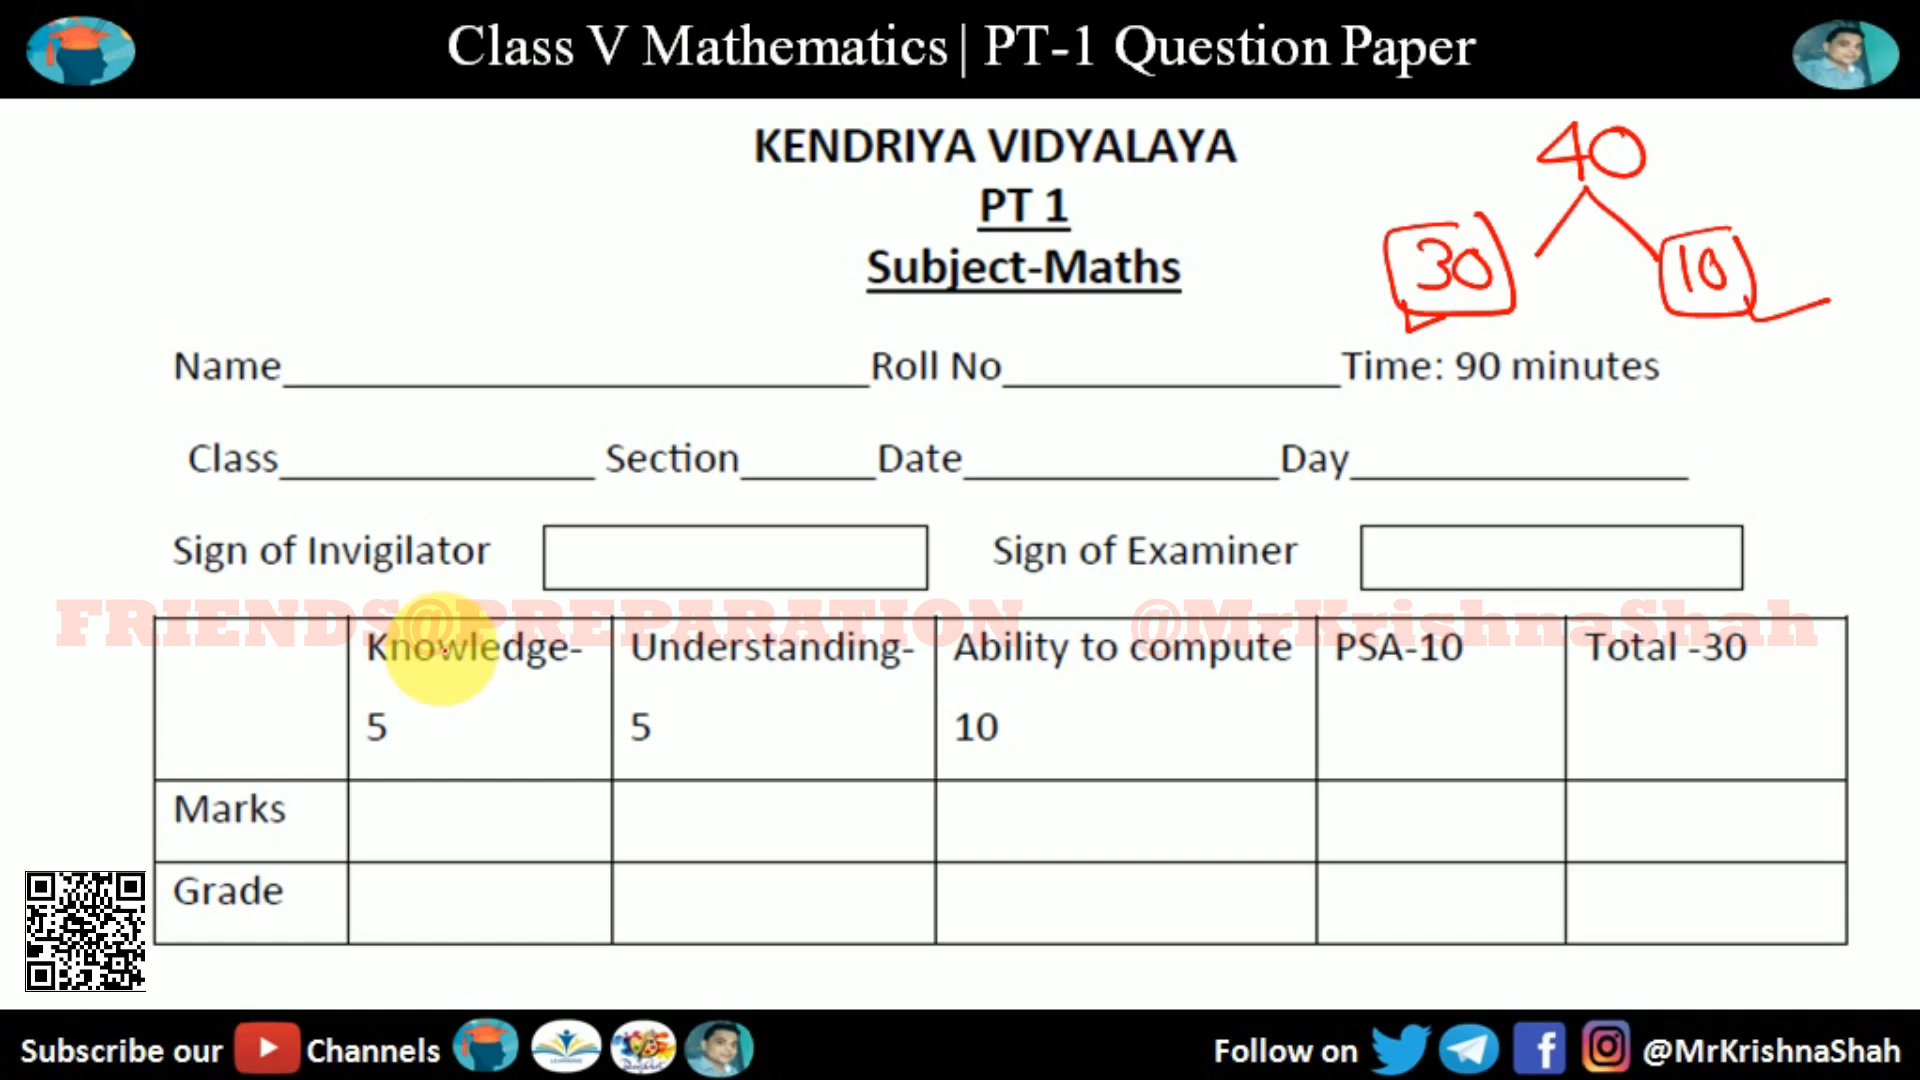 Class V Mathematics | PT-1 Question Paper
KENDRIYA VIDYALAYA
PT 1
Subject-Maths
40
30 10
Name Roll No Time: 90 minutes
Class Section Date Day
Sign of Invigilator Sign of Examiner
FRIENDS@PREPARATION @MrKrishnaShah
Knowledge- Understanding- Ability to compute PSA-10 Total -30
5 5 10
Marks
Grade
Subscribe our Channels Follow on @MrKrishnaShah